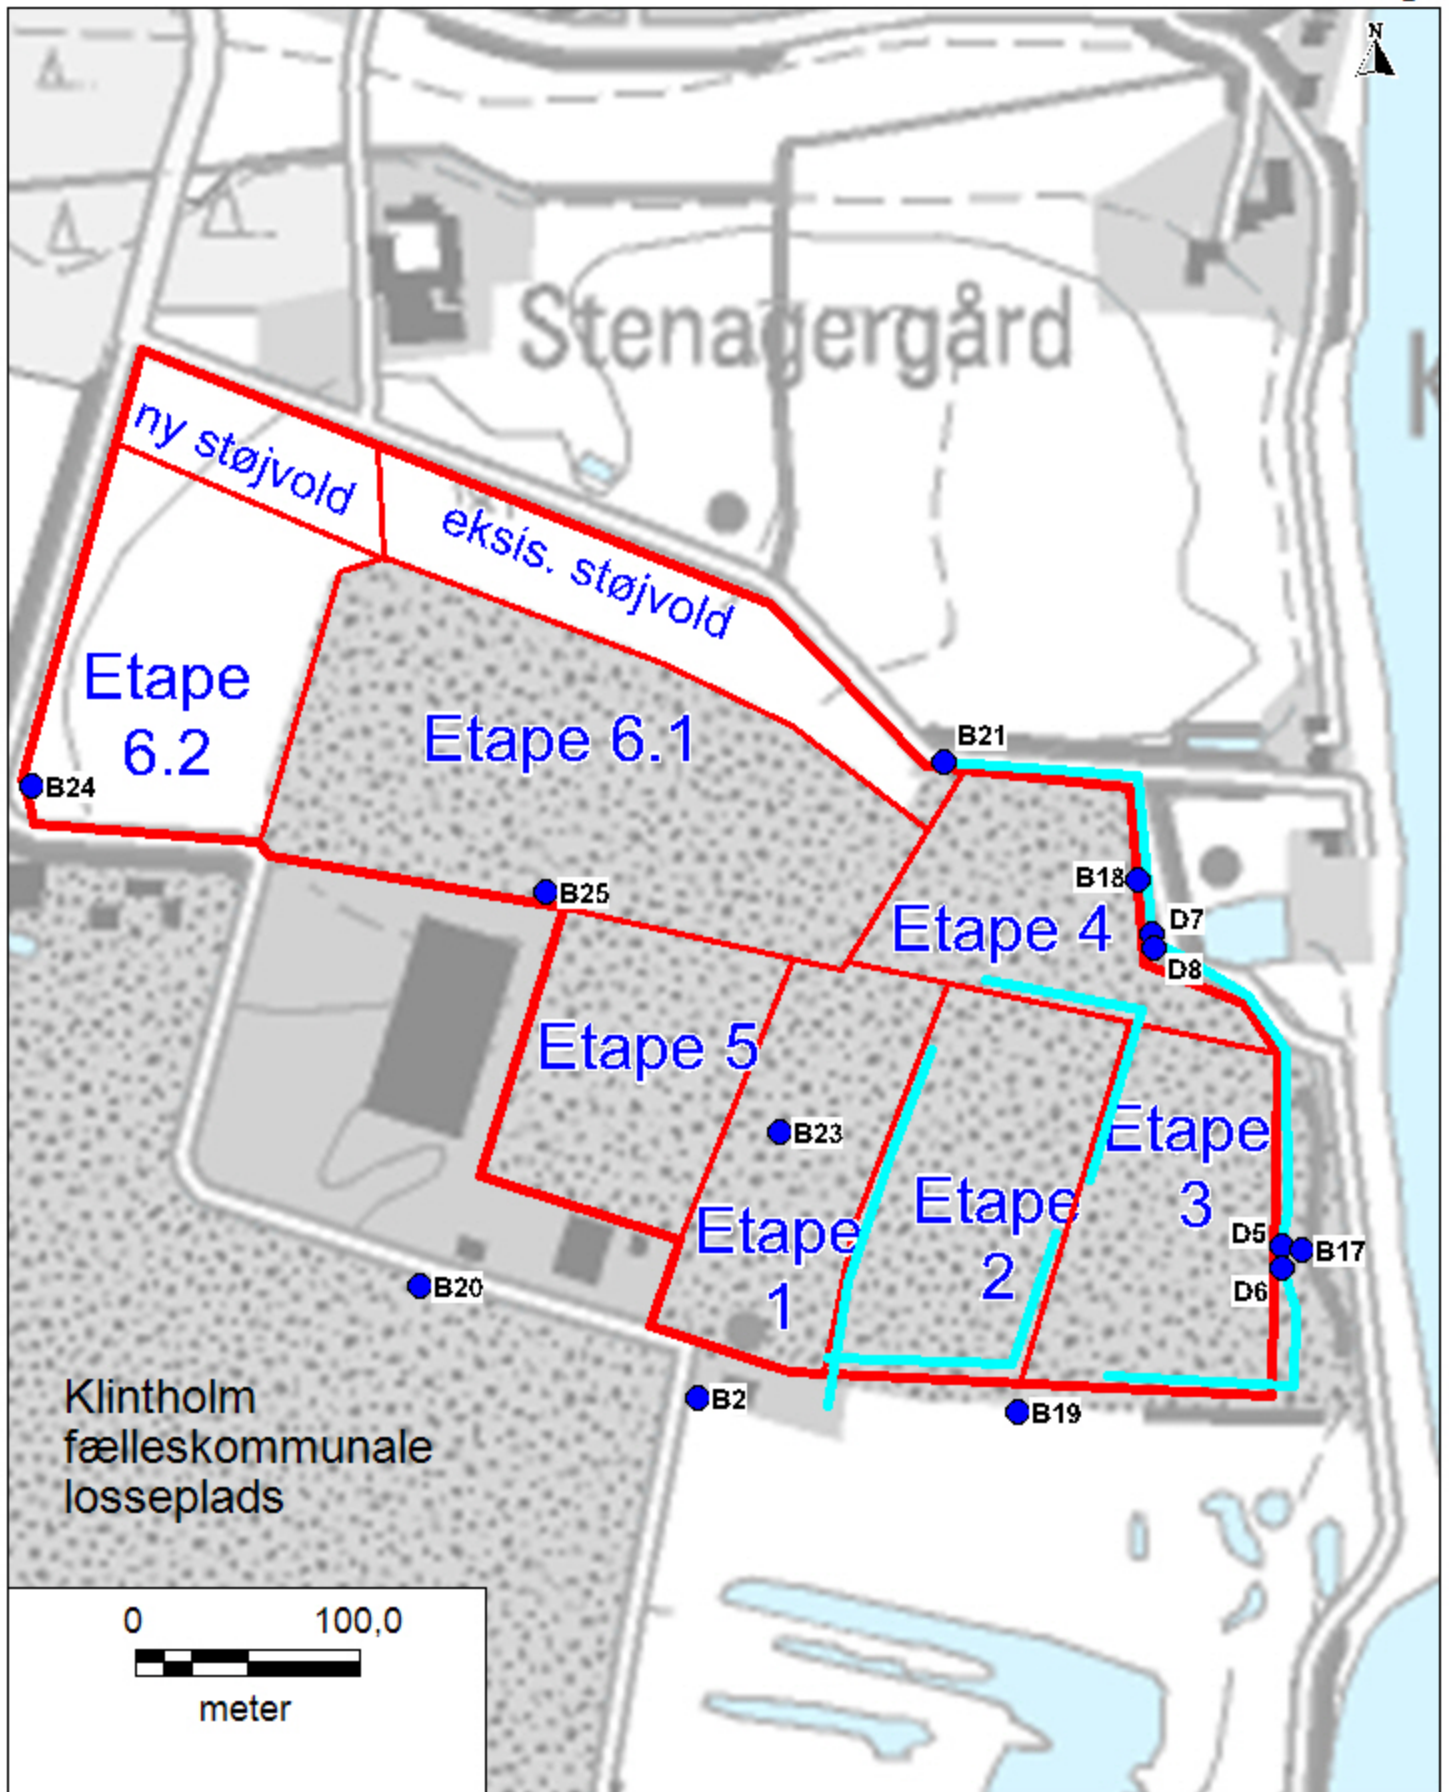 N
Stenagergård
K
ny støjvold
eksis. støjvold
Etape
6.2
Etape 6.1
B21
B24
B25
B18
D7
Etape 4
D8
Etape 5
Etape
3
B23
Etape
2
Etape
1
D5
B17
D6
B20
B2
B19
Klintholm
fælleskommunale
losseplads
0 100,0
meter